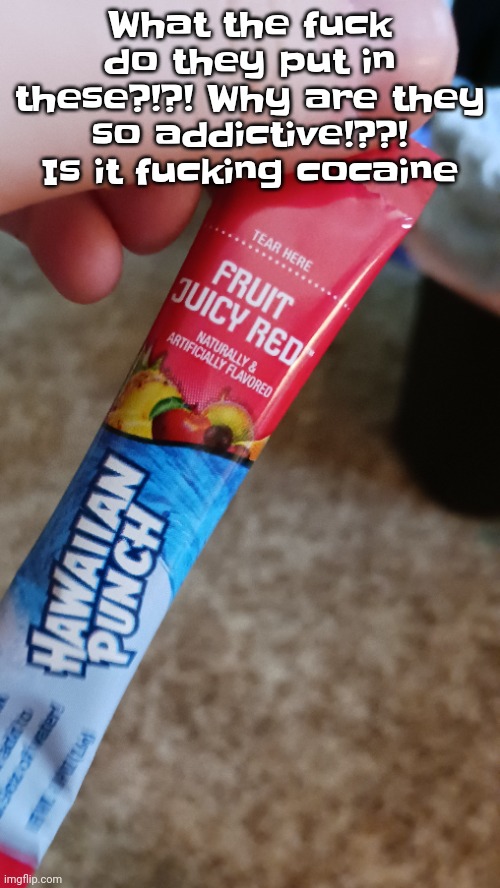 What the fuck
do they put in
these?!?! Why are they
so addictive!??!
Is it fucking cocaine
TEAR HERE
FRUIT
JUICY RED
NATURALLY &
ARTIFICIALLY FLAVORED
HAWAIIAN
PUNCH
imgflip.com